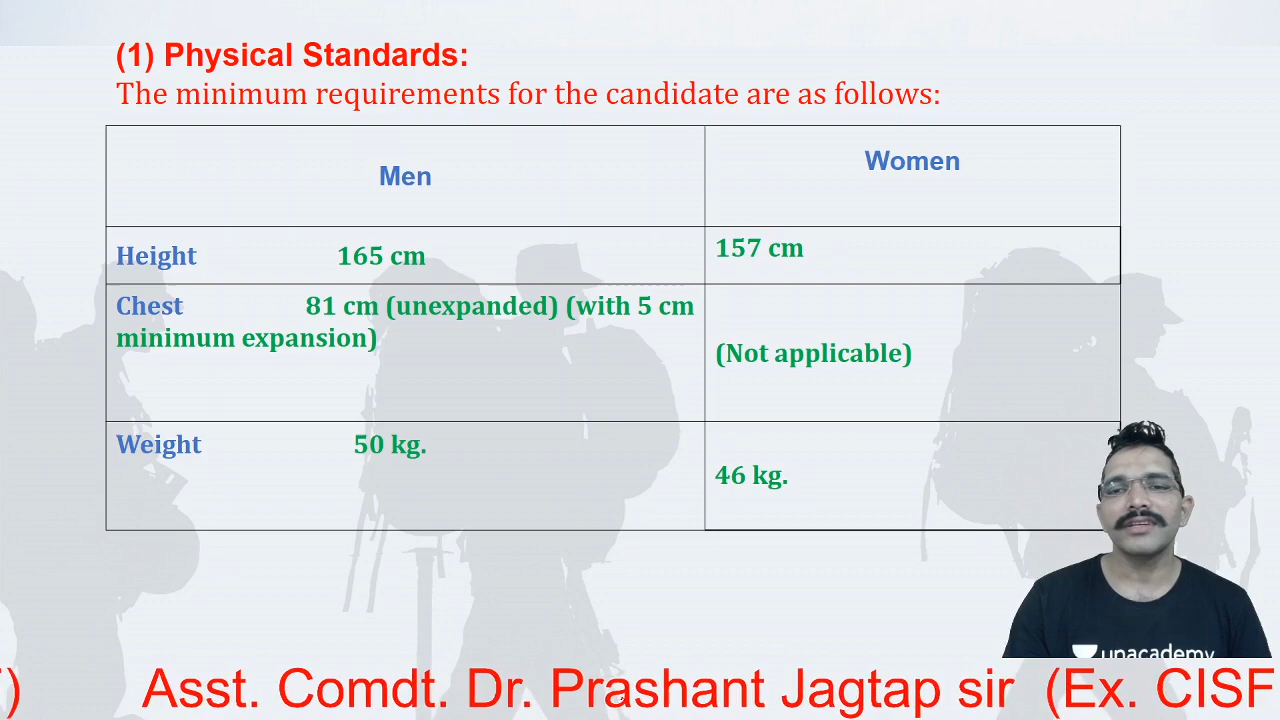 (1) Physical Standards:
The minimum requirements for the candidate are as follows:
Men
Women
Height 165 cm
157 cm
Chest 81 cm (unexpanded) (with 5 cm
minimum expansion)
(Not applicable)
Weight 50 kg.
46 kg.
unacademy
) Asst. Comdt. Dr. Prashant Jagtap sir (Ex. CISF